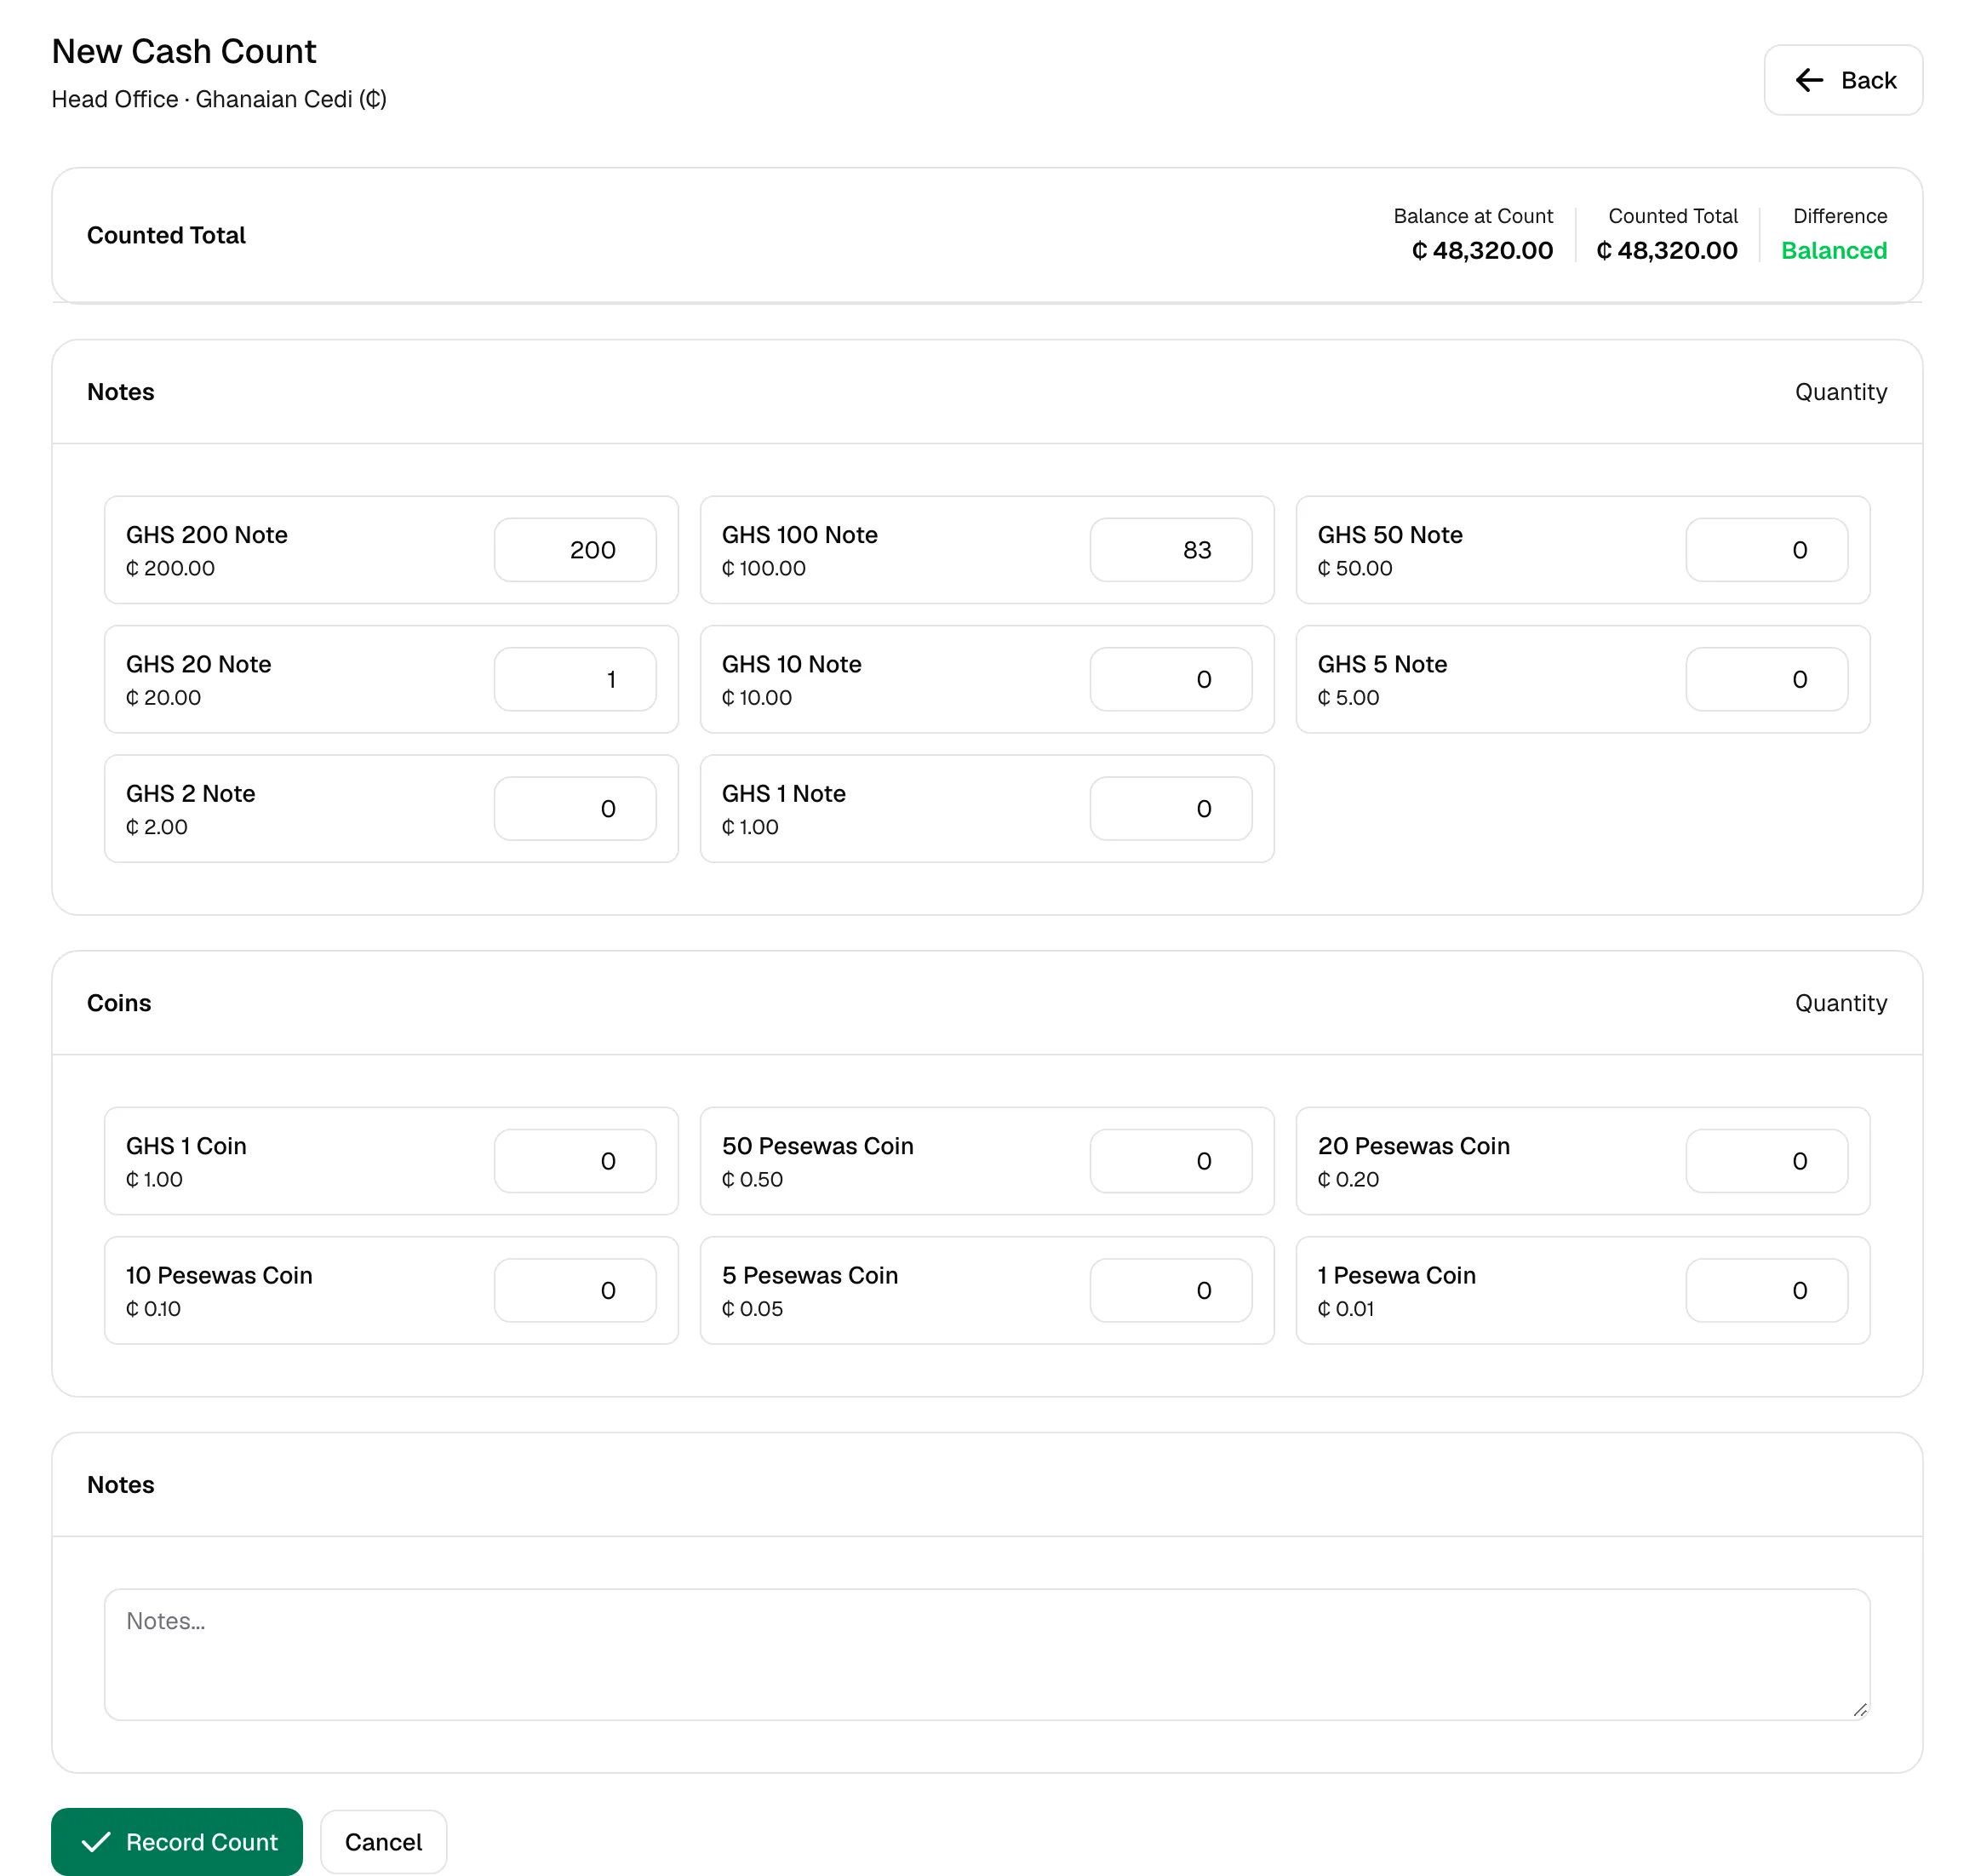 New Cash Count
Head Office · Ghanaian Cedi (₵)
Back
Counted Total
Balance at Count
₵ 48,320.00
Counted Total
₵ 48,320.00
Difference
Balanced
Notes
Quantity
GHS 200 Note
₵ 200.00
200
GHS 100 Note
₵ 100.00
83
GHS 50 Note
₵ 50.00
0
GHS 20 Note
₵ 20.00
1
GHS 10 Note
₵ 10.00
0
GHS 5 Note
₵ 5.00
0
GHS 2 Note
₵ 2.00
0
GHS 1 Note
₵ 1.00
0
Coins
Quantity
GHS 1 Coin
₵ 1.00
0
50 Pesewas Coin
₵ 0.50
0
20 Pesewas Coin
₵ 0.20
0
10 Pesewas Coin
₵ 0.10
0
5 Pesewas Coin
₵ 0.05
0
1 Pesewa Coin
₵ 0.01
0
Notes
Notes...
Record Count
Cancel